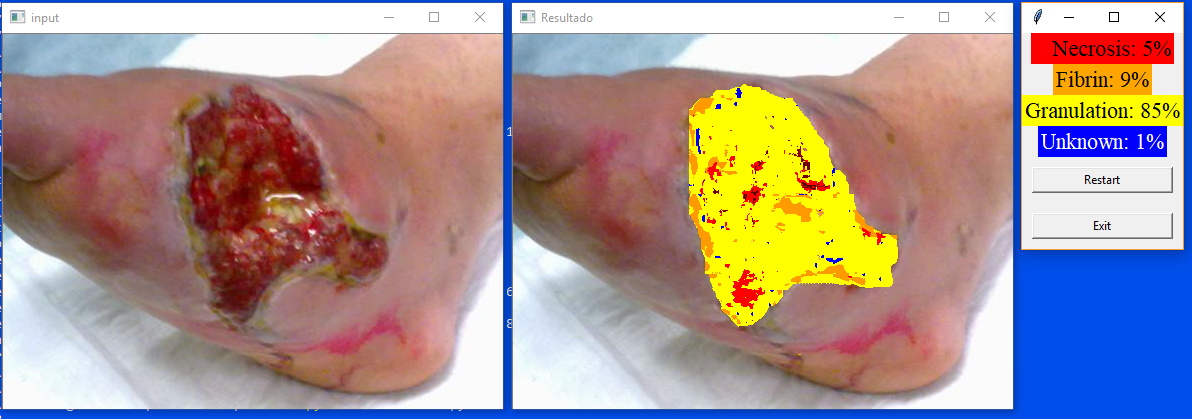 input
Resultado
Necrosis: 5%
Fibrin: 9%
Granulation: 85%
Unknown: 1%
Restart
Exit